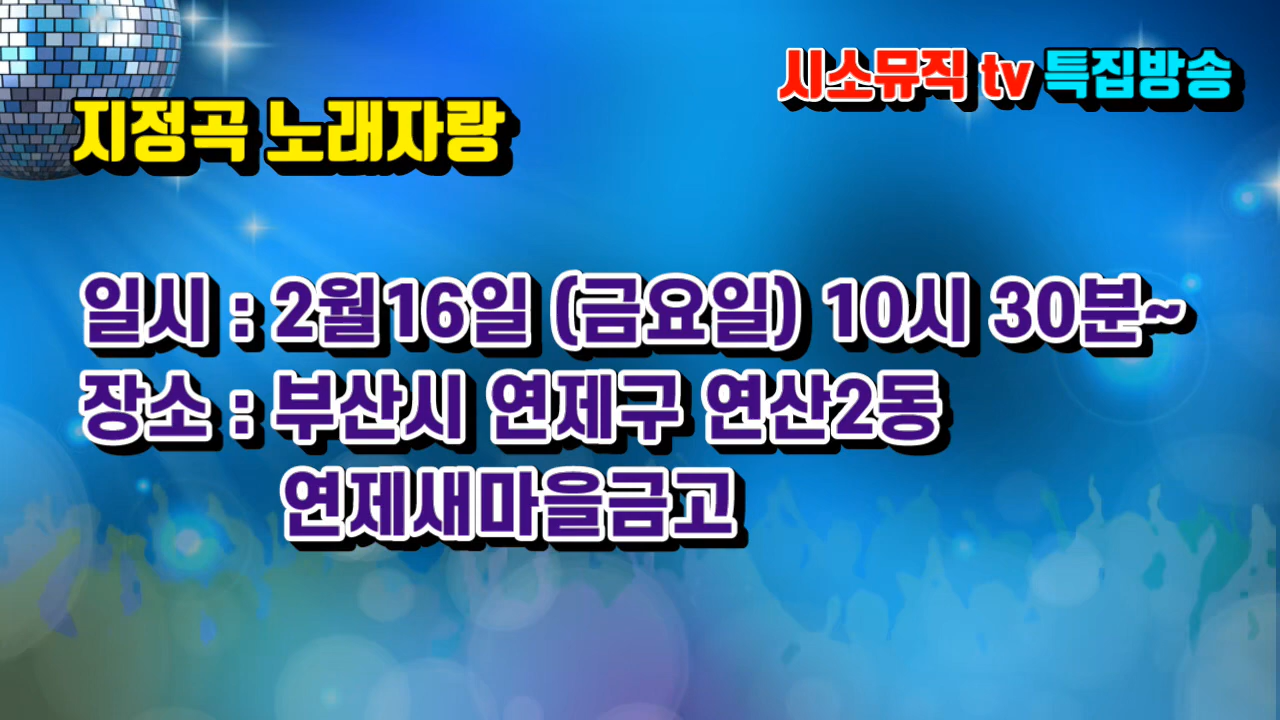 시소뮤직 tv 특집방송
지정곡 노래자랑
일시 : 2월16일 (금요일) 10시 30분~
장소 : 부산시 연제구 연산2동
연제새마을금고